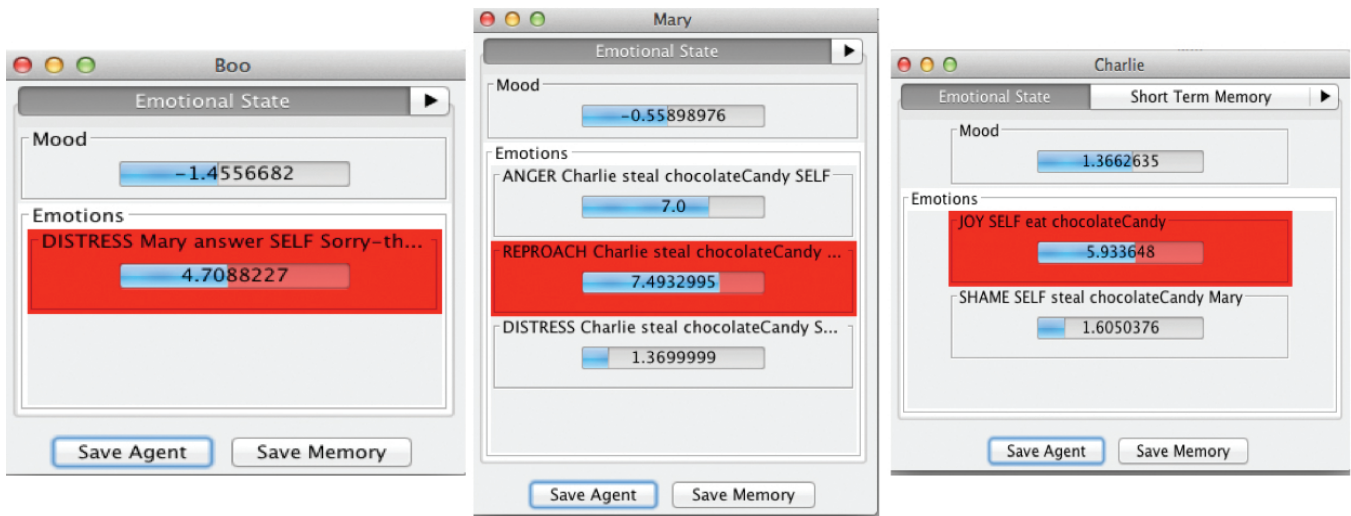 Boo
Emotional State
Mood
-1.4556682
Emotions
DISTRESS Mary answer SELF Sorry-th...
4.7088227
Save Agent Save Memory
Mary
Emotional State
Mood
-0.55898976
Emotions
ANGER Charlie steal chocolateCandy SELF
7.0
REPROACH Charlie steal chocolateCandy ...
7.4932995
DISTRESS Charlie steal chocolateCandy S...
1.3699999
Save Agent Save Memory
Charlie
Emotional State Short Term Memory
Mood
1.3662635
Emotions
JOY SELF eat chocolateCandy
5.933648
SHAME SELF steal chocolateCandy Mary
1.6050376
Save Agent Save Memory